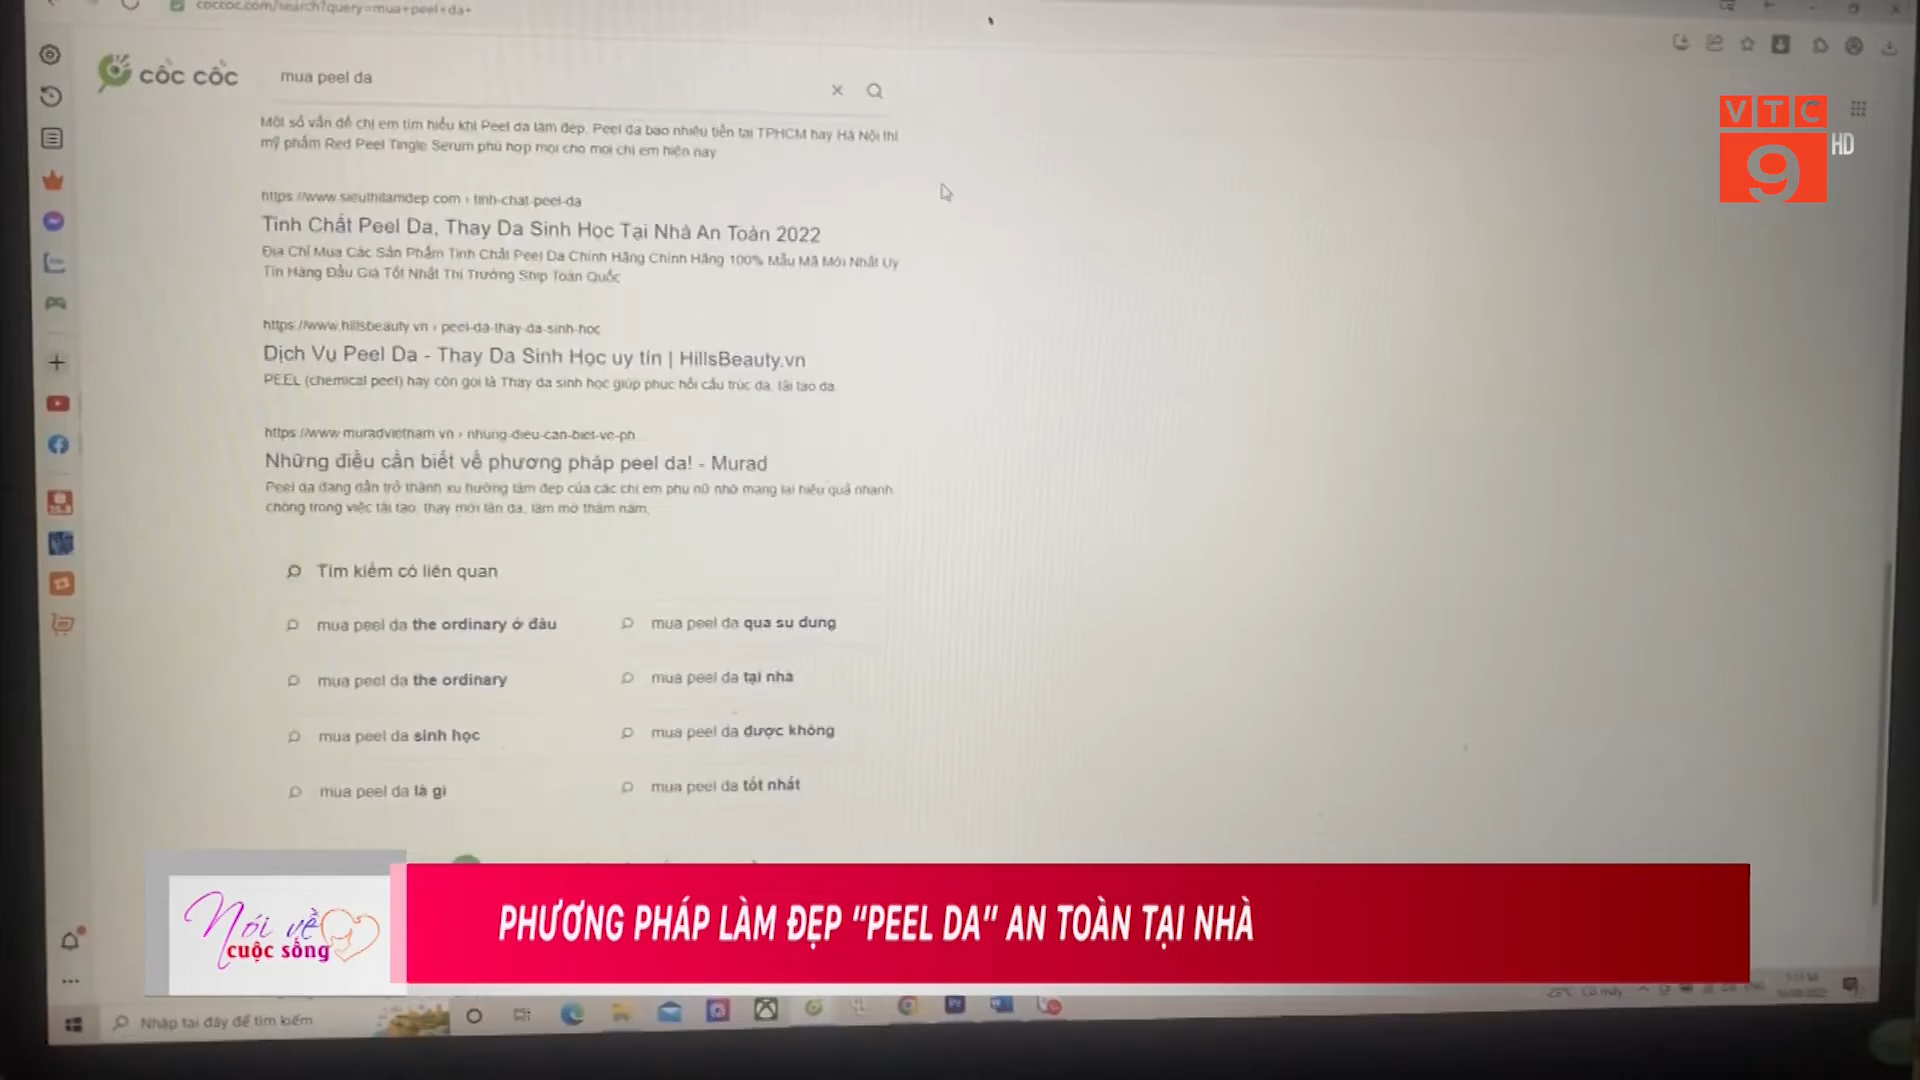 coccoc.com/search?query=mua+peel+da+
cốc cốc
mua peel da
Một số vấn đề chị em tìm hiểu khi Peel da làm đẹp. Peel da bao nhiêu tiền tại TPHCM hay Hà Nội thì
mỹ phẩm Red Peel Tingle Serum phù hợp mọi cho mọi chị em hiện nay
https://www.sieuthilamdep.com › tinh-chat-peel-da
Tinh Chất Peel Da, Thay Da Sinh Học Tại Nhà An Toàn 2022
Địa Chỉ Mua Các Sản Phẩm Tinh Chất Peel Da Chính Hãng Chính Hãng 100% Mẫu Mã Mới Nhất Uy
Tín Hàng Đầu Giá Tốt Nhất Thị Trường Ship Toàn Quốc
https://www.hillsbeauty.vn › peel-da-thay-da-sinh-hoc
Dịch Vụ Peel Da - Thay Da Sinh Học uy tín | HillsBeauty.vn
PEEL (chemical peel) hay còn gọi là Thay da sinh học giúp phục hồi cấu trúc da, tái tạo da.
https://www.muradvietnam.vn › nhung-dieu-can-biet-ve-ph...
Những điều cần biết về phương pháp peel da! - Murad
Peel da đang dần trở thành xu hướng làm đẹp của các chị em phụ nữ nhờ mang lại hiệu quả nhanh
chóng trong việc tái tạo, thay mới làn da, làm mờ thâm nám,
Tìm kiếm có liên quan
mua peel da the ordinary ở đâu
mua peel da qua su dung
mua peel da the ordinary
mua peel da tại nhà
mua peel da sinh học
mua peel da được không
mua peel da là gì
mua peel da tốt nhất
VTC
9
HD
Nói về
cuộc sống
PHƯƠNG PHÁP LÀM ĐẸP "PEEL DA" AN TOÀN TẠI NHÀ
Nhập tại đây để tìm kiếm